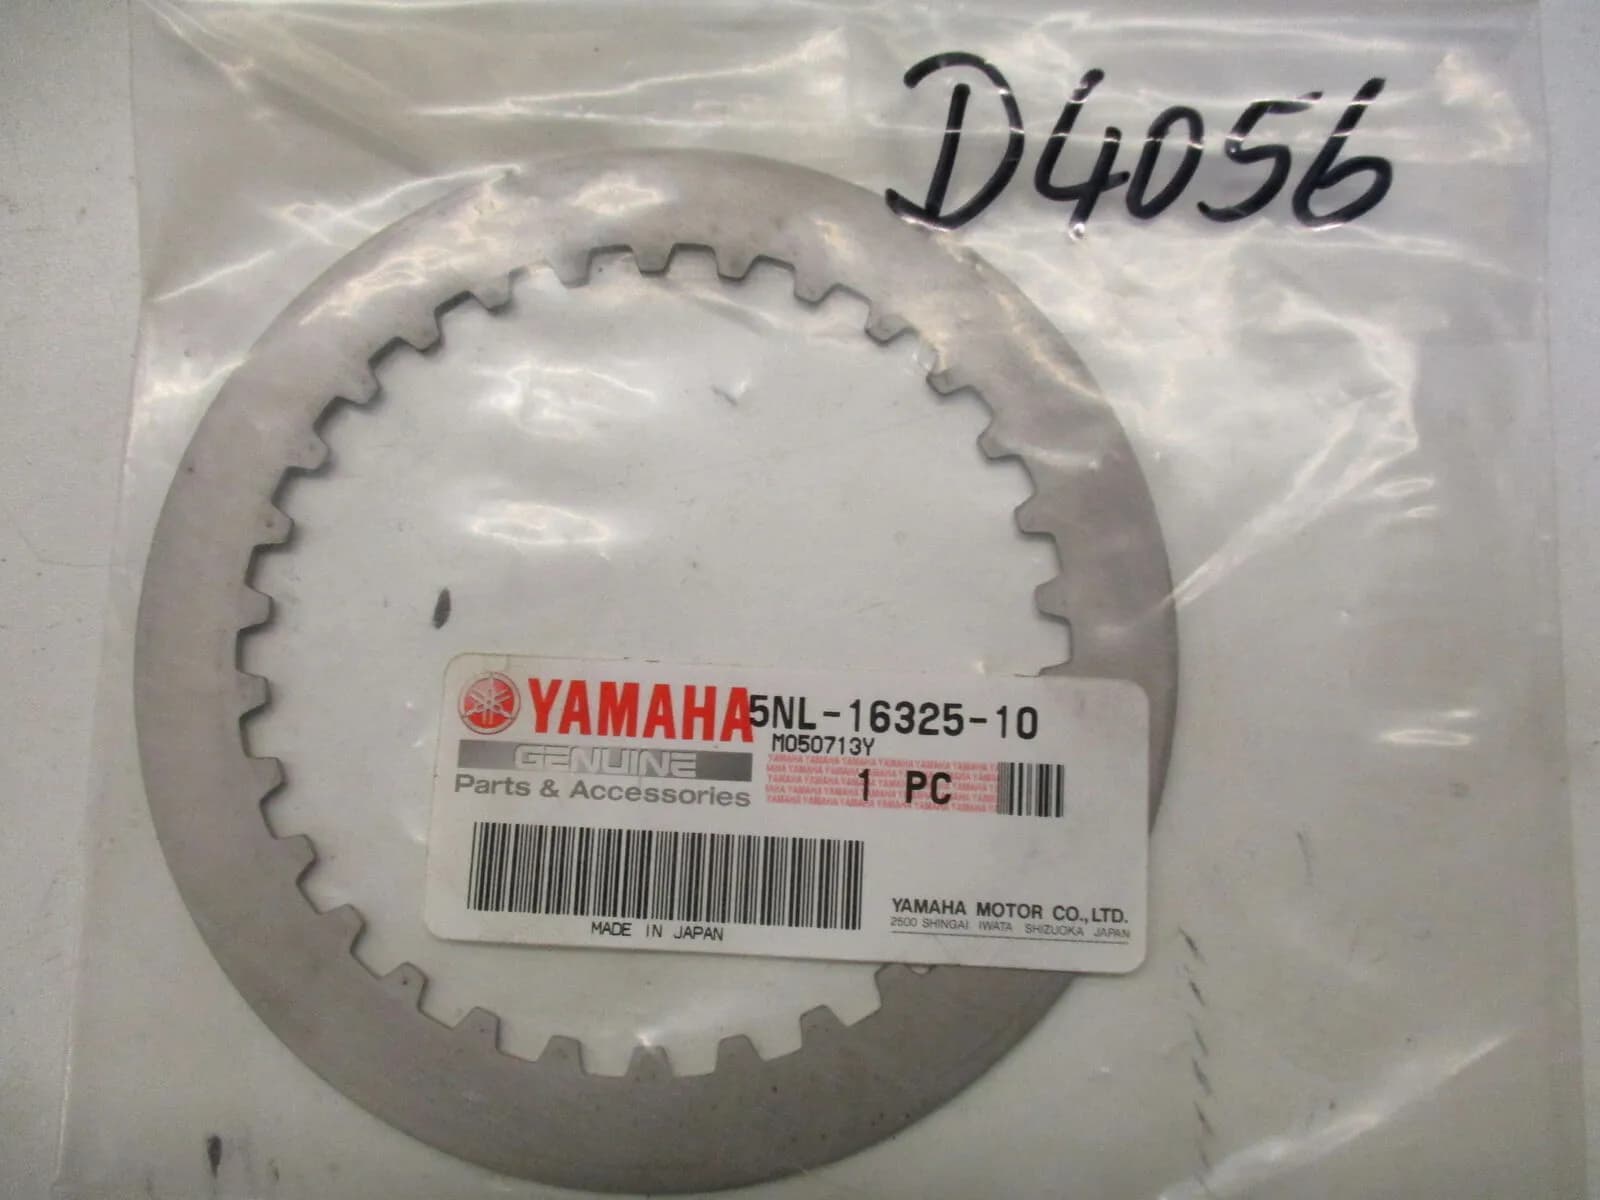 D4056
YAMAHA 5NL-16325-10
GENUINE M050713Y
Parts & Accessories 1 PC
MADE IN JAPAN
YAMAHA MOTOR CO.,LTD.
2500 SHINGAI IWATA SHIZUOKA JAPAN